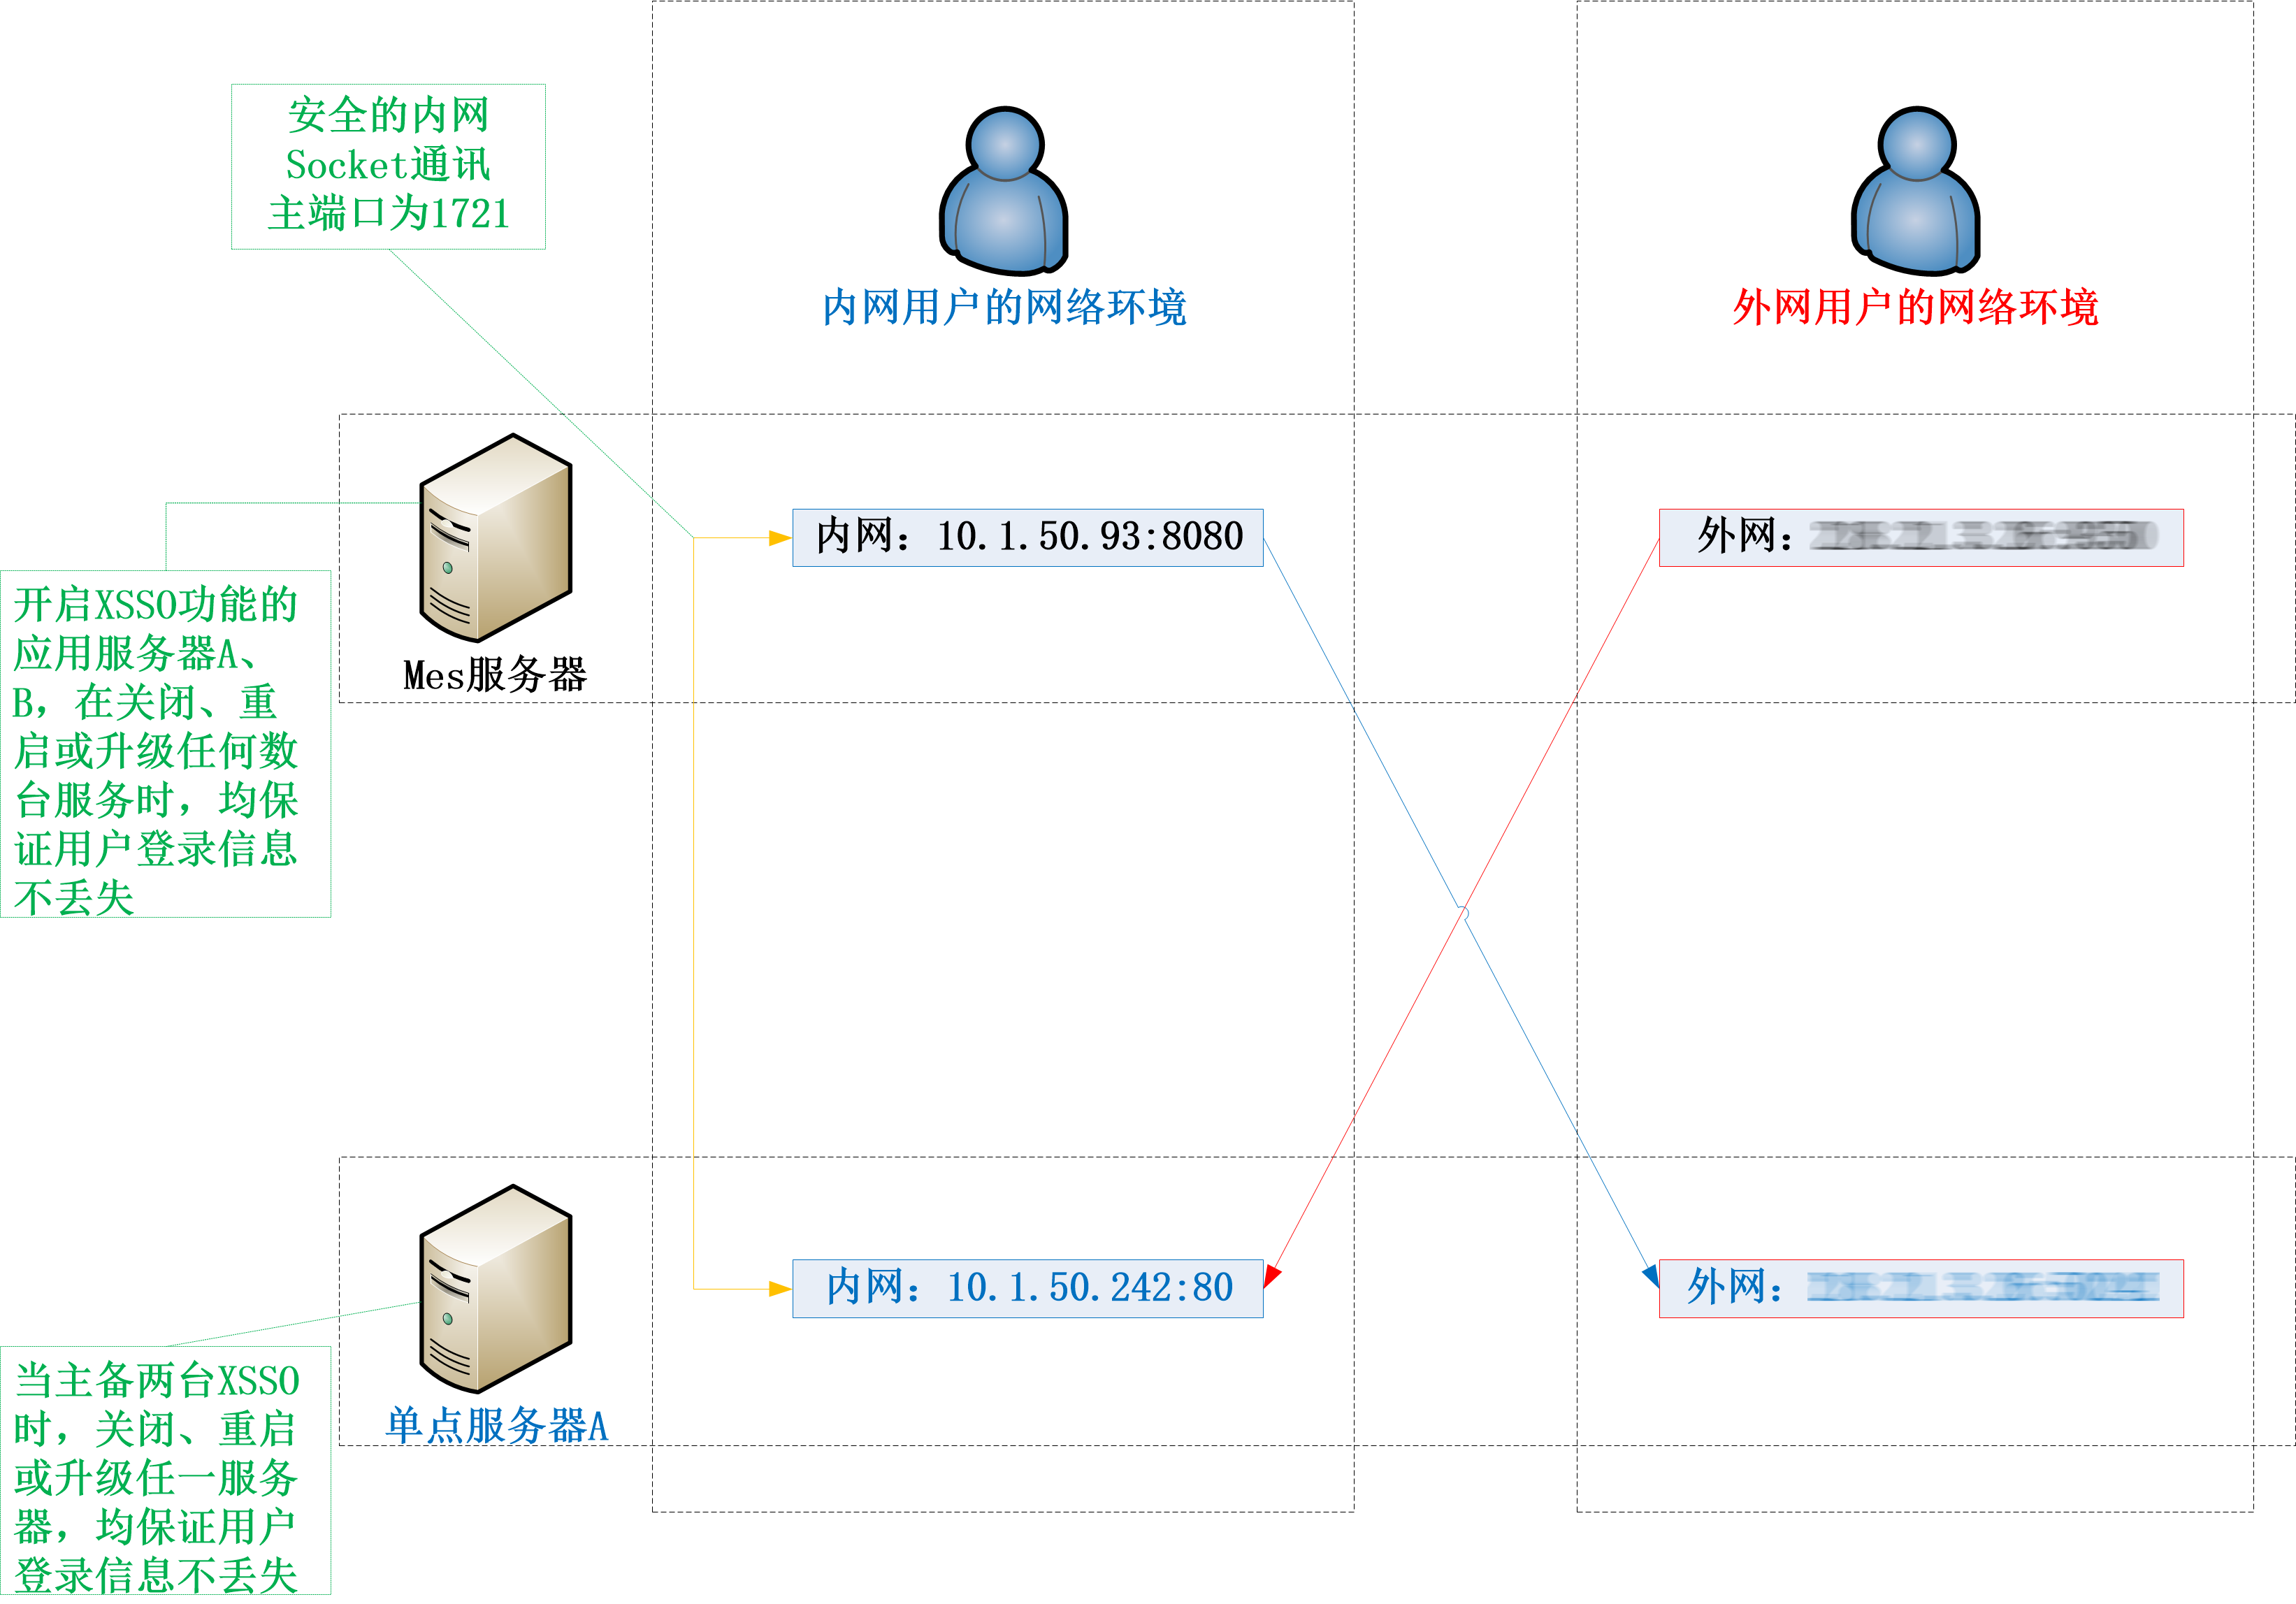 安全的内网
Socket通讯
主端口为1721
内网用户的网络环境
外网用户的网络环境
内网：10.1.50.93:8080
外网：
Mes服务器
开启XSSO功能的
应用服务器A、
B，在关闭、重
启或升级任何数
台服务时，均保
证用户登录信息
不丢失
内网：10.1.50.242:80
外网：
单点服务器A
当主备两台XSSO
时，关闭、重启
或升级任一服务
器，均保证用户
登录信息不丢失